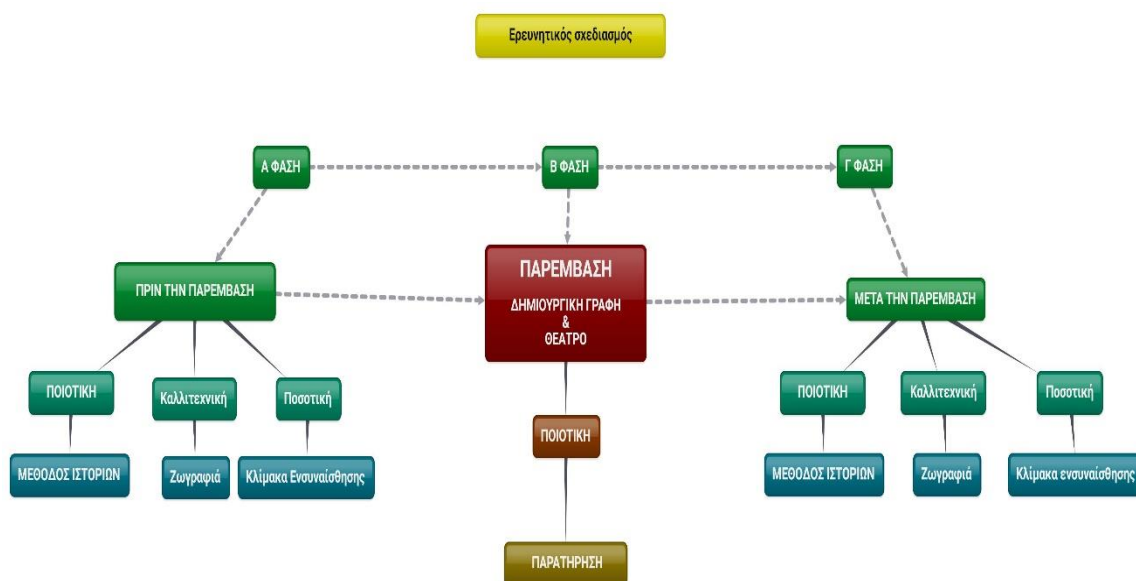 Ερευνητικός σχεδιασμός
Α ΦΑΣΗ
Β ΦΑΣΗ
Γ ΦΑΣΗ
ΠΡΙΝ ΤΗΝ ΠΑΡΕΜΒΑΣΗ
ΠΑΡΕΜΒΑΣΗ
ΔΗΜΙΟΥΡΓΙΚΗ ΓΡΑΦΗ
&
ΘΕΑΤΡΟ
ΜΕΤΑ ΤΗΝ ΠΑΡΕΜΒΑΣΗ
ΠΟΙΟΤΙΚΗ
Καλλιτεχνική
Ποσοτική
ΠΟΙΟΤΙΚΗ
ΠΟΙΟΤΙΚΗ
Καλλιτεχνική
Ποσοτική
ΜΕΘΟΔΟΣ ΙΣΤΟΡΙΩΝ
Ζωγραφιά
Κλίμακα Ενσυναίσθησης
ΜΕΘΟΔΟΣ ΙΣΤΟΡΙΩΝ
Ζωγραφιά
Κλίμακα ενσυναίσθησης
ΠΑΡΑΤΗΡΗΣΗ